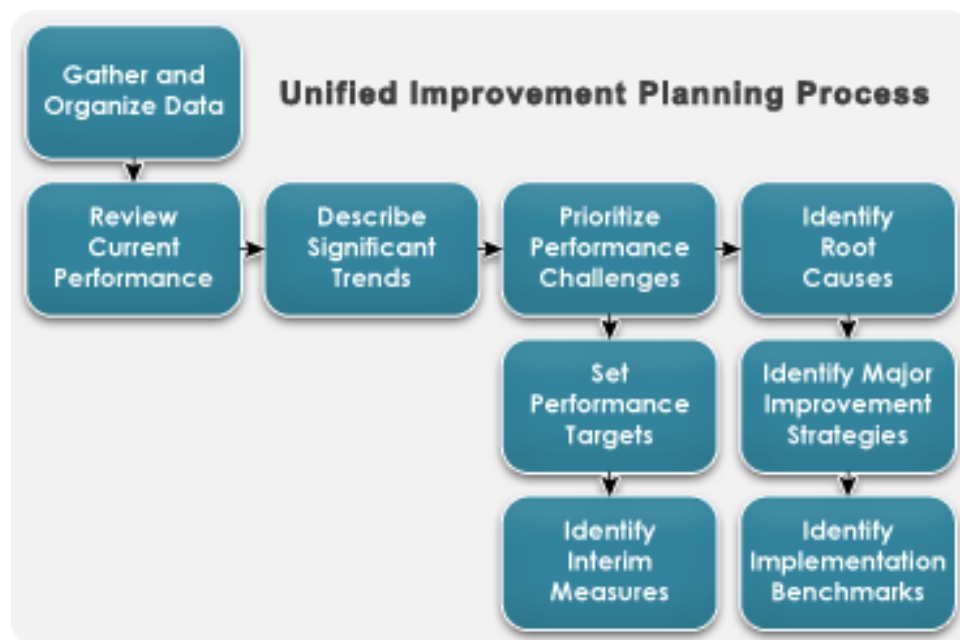 Gather and
Organize Data
Unified Improvement Planning Process
Review
Current
Performance
Describe
Significant
Trends
Prioritize
Performance
Challenges
Identify
Root
Causes
Set
Performance
Targets
Identify Major
Improvement
Strategies
Identify
Interim
Measures
Identify
Implementation
Benchmarks